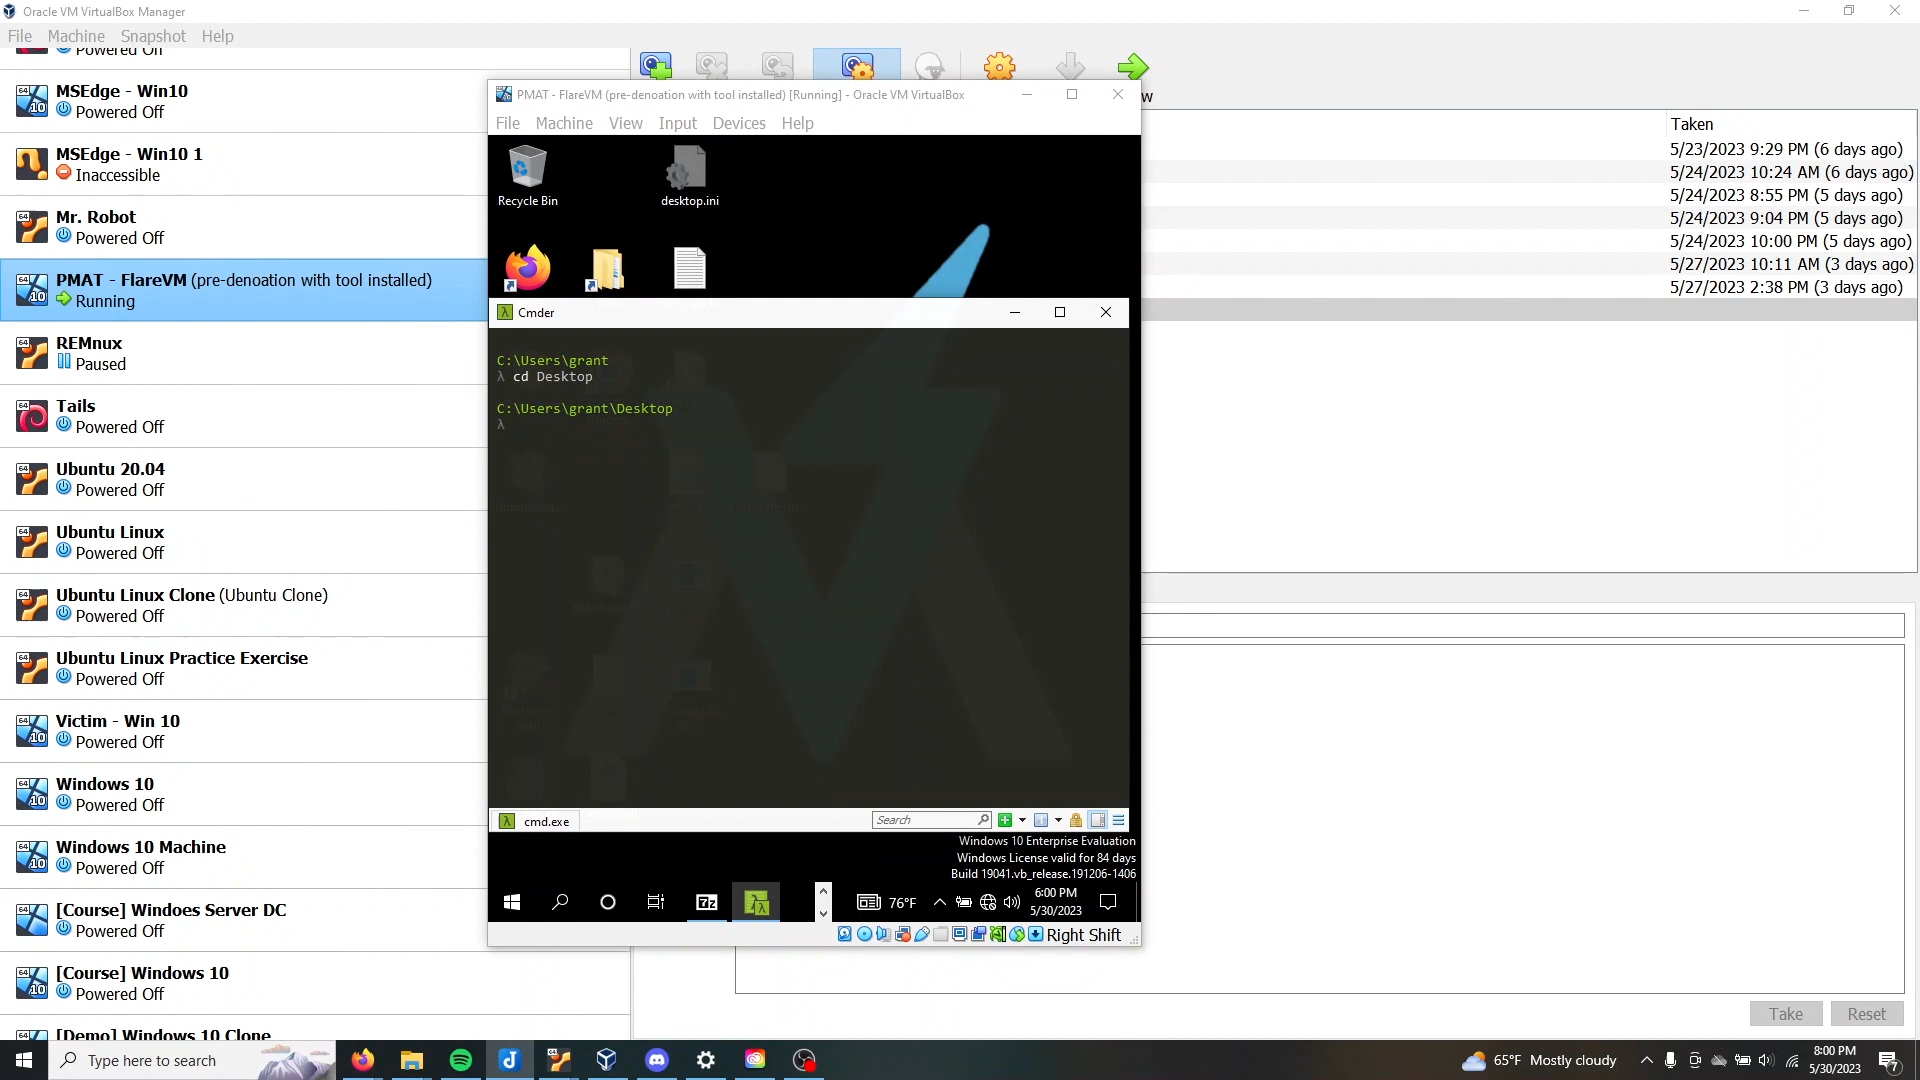 Oracle VM VirtualBox Manager
File Machine Snapshot Help
Powered Off
MSEdge - Win10
Powered Off
MSEdge - Win10 1
Inaccessible
Mr. Robot
Powered Off
PMAT - FlareVM (pre-denoation with tool installed)
Running
REMnux
Paused
Tails
Powered Off
Ubuntu 20.04
Powered Off
Ubuntu Linux
Powered Off
Ubuntu Linux Clone (Ubuntu Clone)
Powered Off
Ubuntu Linux Practice Exercise
Powered Off
Victim - Win 10
Powered Off
Windows 10
Powered Off
Windows 10 Machine
Powered Off
[Course] Windoes Server DC
Powered Off
[Course] Windows 10
Powered Off
[Demo] Windows 10 Clone
w
Taken
5/23/2023 9:29 PM (6 days ago)
5/24/2023 10:24 AM (6 days ago)
5/24/2023 8:55 PM (5 days ago)
5/24/2023 9:04 PM (5 days ago)
5/24/2023 10:00 PM (5 days ago)
5/27/2023 10:11 AM (3 days ago)
5/27/2023 2:38 PM (3 days ago)
Take Reset
PMAT - FlareVM (pre-denoation with tool installed) [Running] - Oracle VM VirtualBox
File Machine View Input Devices Help
Recycle Bin
desktop.ini
Cmder
C:\Users\grant
λ cd Desktop
C:\Users\grant\Desktop
λ
cmd.exe
Search
Windows 10 Enterprise Evaluation
Windows License valid for 84 days
Build 19041.vb_release.191206-1406
76°F
6:00 PM
5/30/2023
Right Shift
Type here to search
65°F Mostly cloudy
8:00 PM
5/30/2023
7